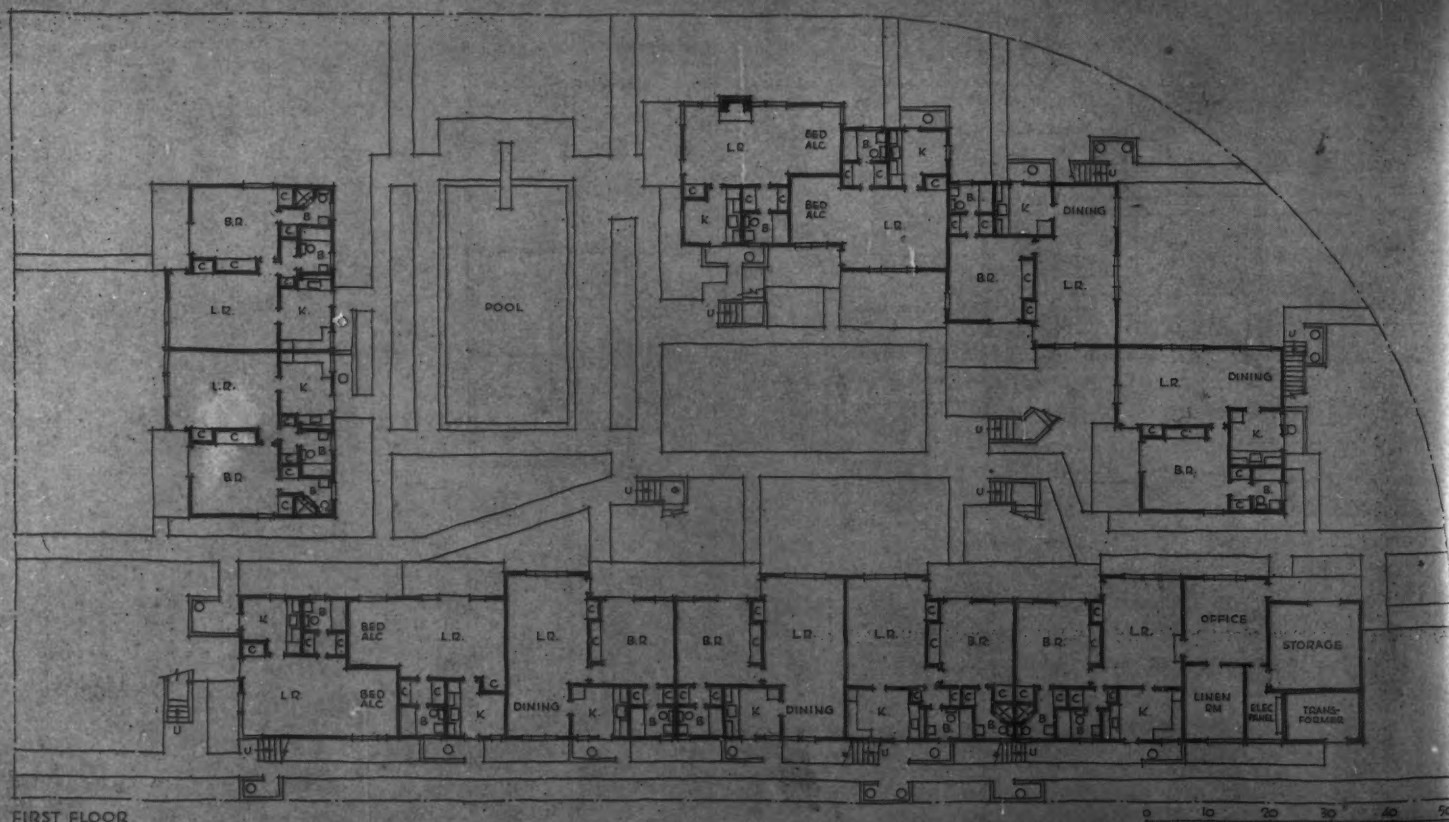 L.R.
BED
ALC
B.
K
C
C
C
C
C
C
K
B
BED
ALC
L.R.
B
K
DINING
U
C
C
B.R.
C
C
L.R.
B.R.
C
B
C
B
C
C
L.R.
K
POOL
U
U
L.R.
DINING
L.R.
K
C
C
K
B
C
C
B.R.
C
B
C
B.R.
C
C
B
U
U
U
K
B
C
C
C
BED
ALC
L.R.
L.R.
BED
ALC
C
C
C
B
K
L.R.
C
C
B.R.
B.R.
C
C
L.R.
L.R.
C
C
B.R.
B.R.
C
C
L.R.
OFFICE
STORAGE
DINING
K
C
C
B
C
C
B
K
DINING
K
C
C
B
B
C
C
C
C
B
B
K
LINEN
RM
ELEC
PANEL
TRANS-
FORMER
U
U
U
U
FIRST FLOOR
0 10 20 30 40